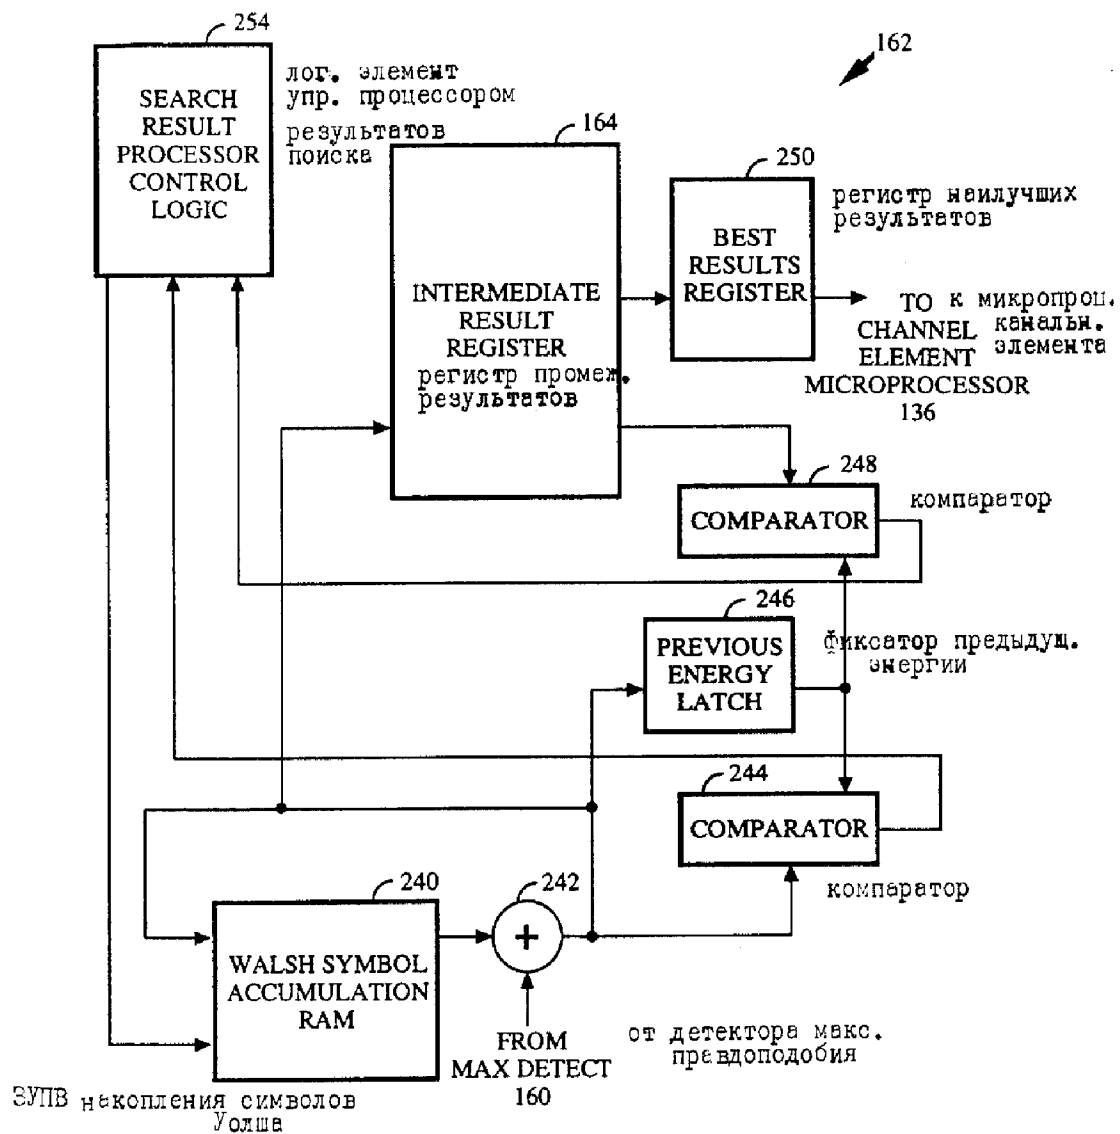 254
162
SEARCH
RESULT
PROCESSOR
CONTROL
LOGIC
лог. элемент
упр. процессором
результатов
поиска
164
INTERMEDIATE
RESULT
REGISTER
регистр промеж.
результатов
250
BEST
RESULTS
REGISTER
регистр наилучших
результатов
TO
CHANNEL
ELEMENT
MICROPROCESSOR
136
к микропроц.
канальн.
элемента
248
COMPARATOR
компаратор
246
PREVIOUS
ENERGY
LATCH
фиксатор предыдущ.
энергии
244
COMPARATOR
компаратор
240
WALSH SYMBOL
ACCUMULATION
RAM
242
+
FROM
MAX DETECT
160
от детектора макс.
правдоподобия
ЗУПВ накопления символов
Уолша